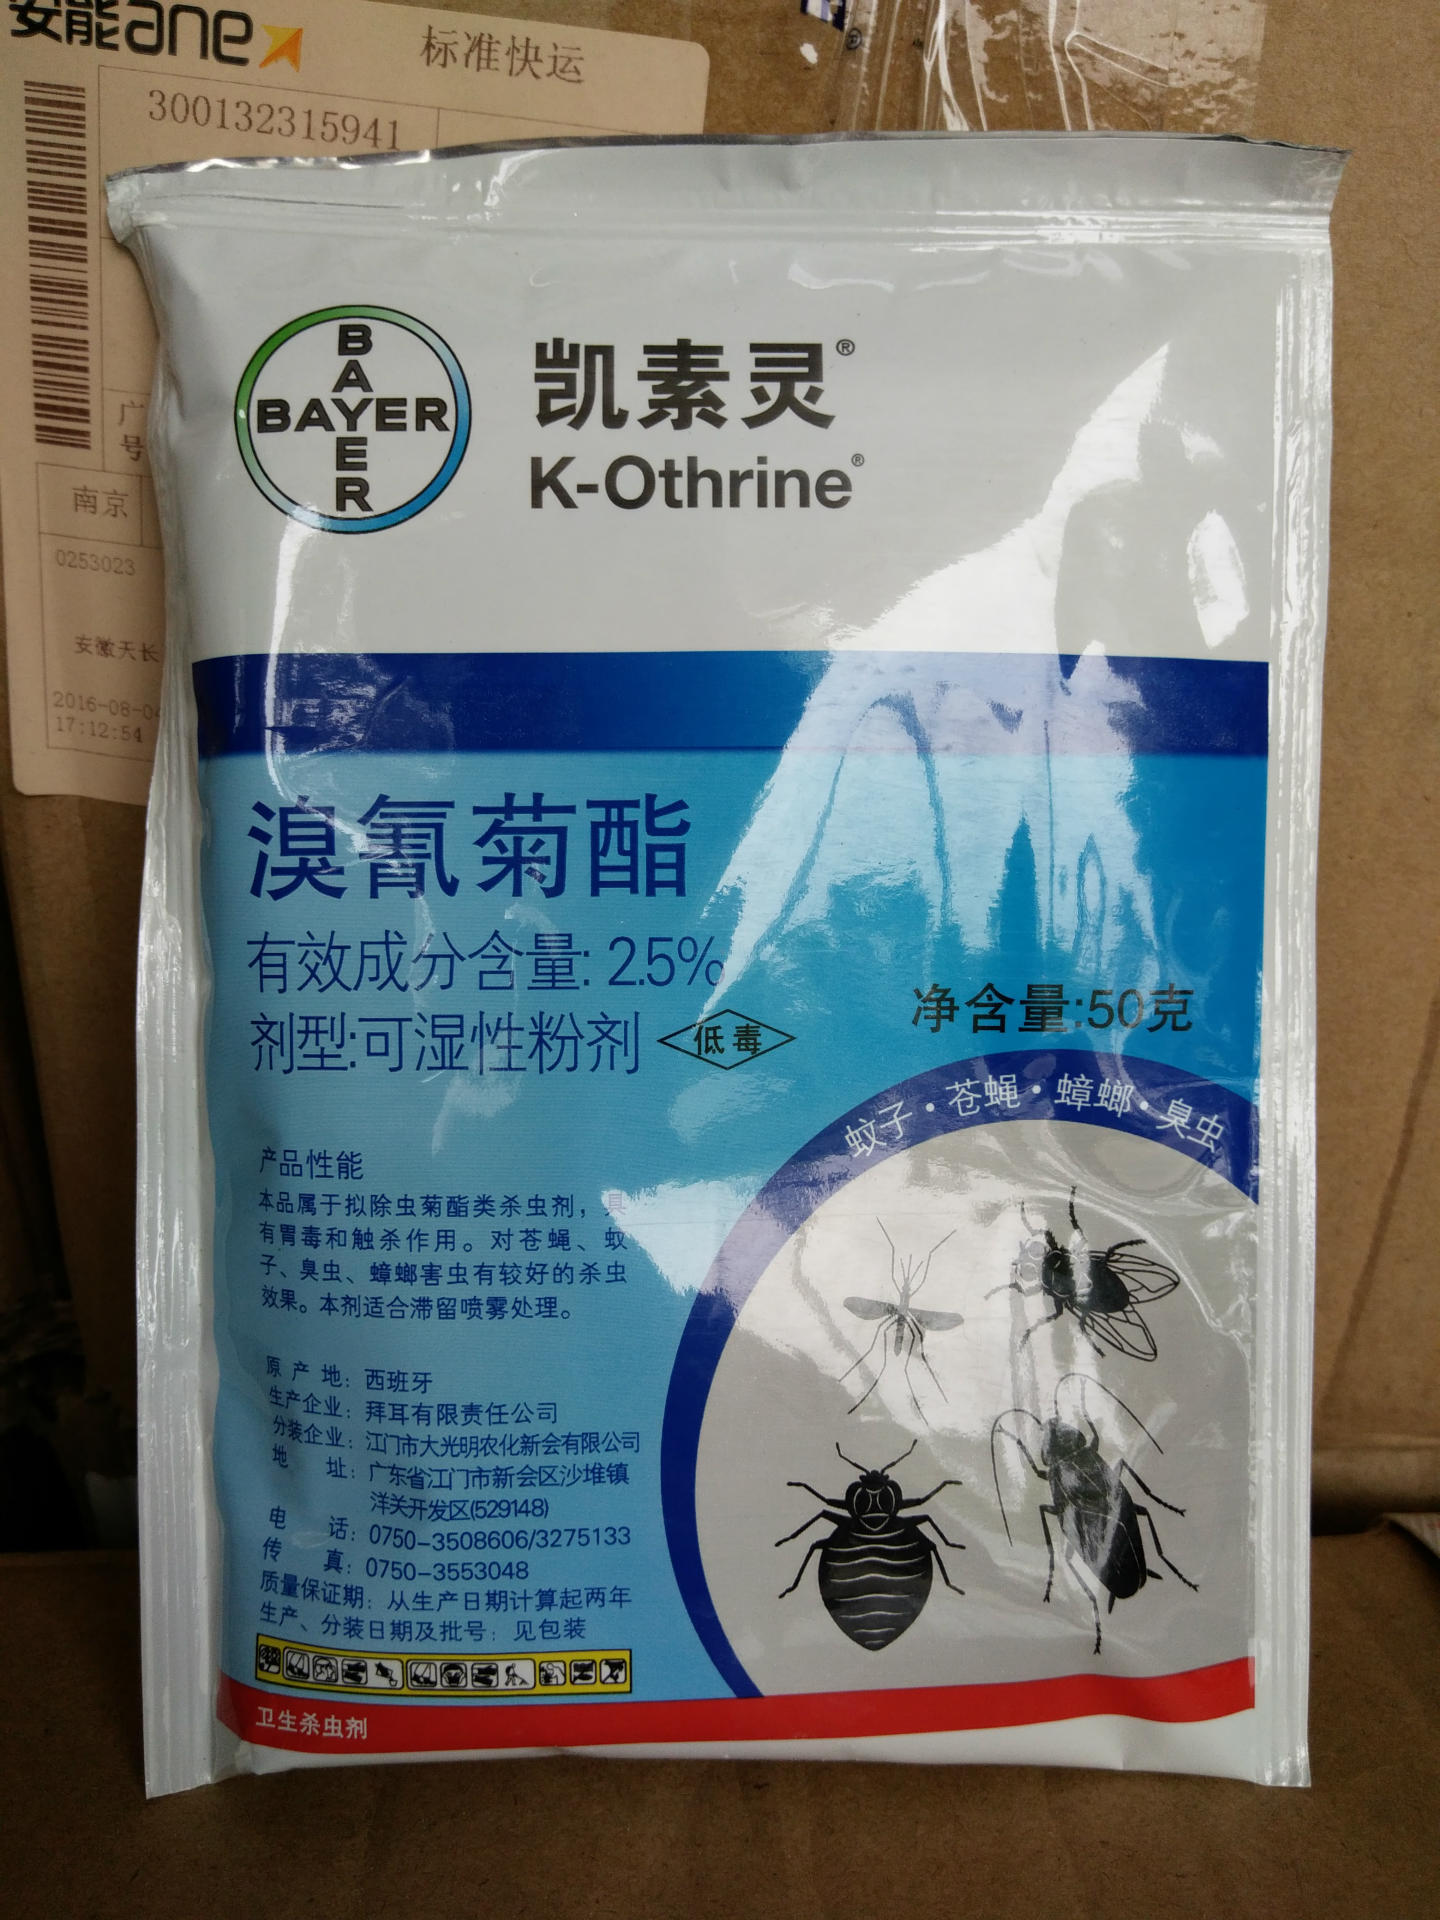 安能ane
标准快运
300132315941
广
号
南京
0253023
安徽天长
2016-08-04
17:12:54
BAYER
BAYER
凯素灵®
K-Othrine®
溴氰菊酯
有效成分含量: 2.5%
剂型:可湿性粉剂
低毒
净含量:50克
蚊子·苍蝇·蟑螂·臭虫
产品性能
本品属于拟除虫菊酯类杀虫剂，具
有胃毒和触杀作用。对苍蝇、蚊
子、臭虫、蟑螂害虫有较好的杀虫
效果。本剂适合滞留喷雾处理。
原产地：西班牙
生产企业：拜耳有限责任公司
分装企业：江门市大光明农化新会有限公司
地址：广东省江门市新会区沙堆镇
洋关开发区(529148)
电话：0750-3508606/3275133
传真：0750-3553048
质量保证期：从生产日期计算起两年
生产、分装日期及批号：见包装
卫生杀虫剂